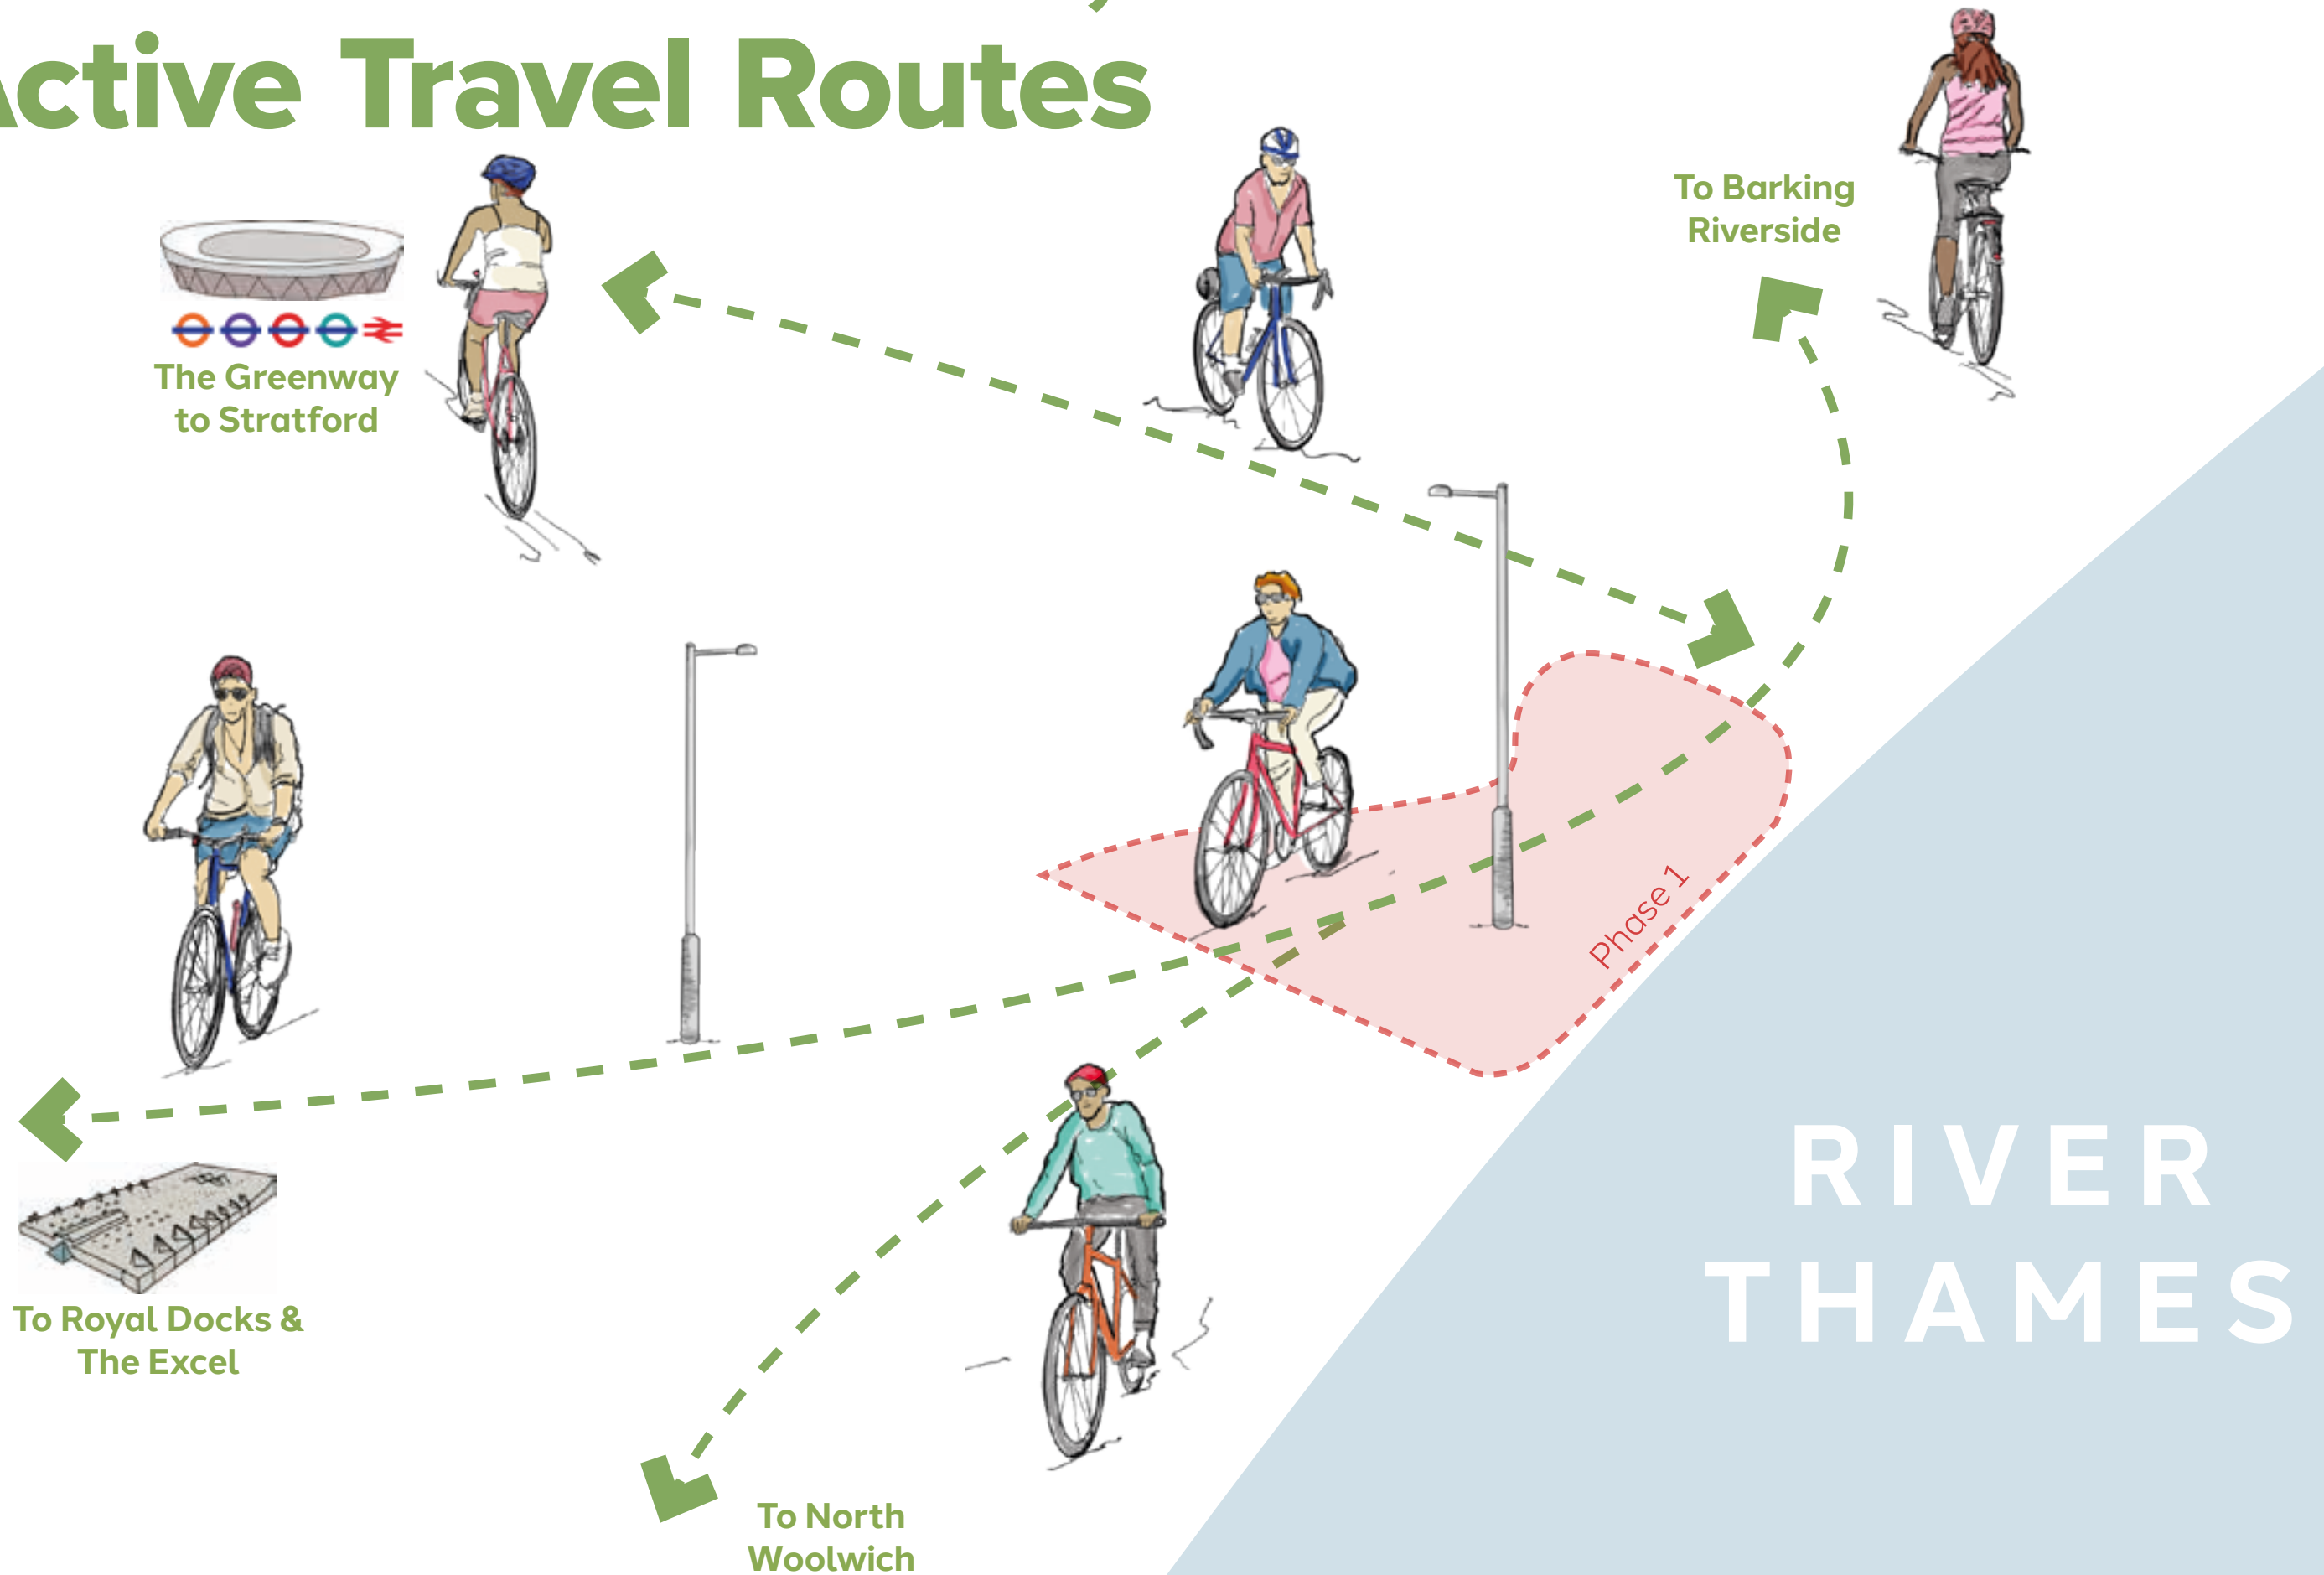 Active Travel Routes
To Barking
Riverside
The Greenway
to Stratford
Phase 1
RIVER
THAMES
To Royal Docks &
The Excel
To North
Woolwich